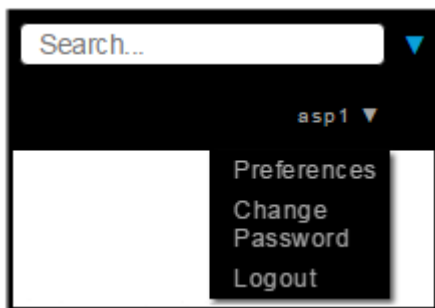 Search...
asp1
Preferences
Change
Password
Logout